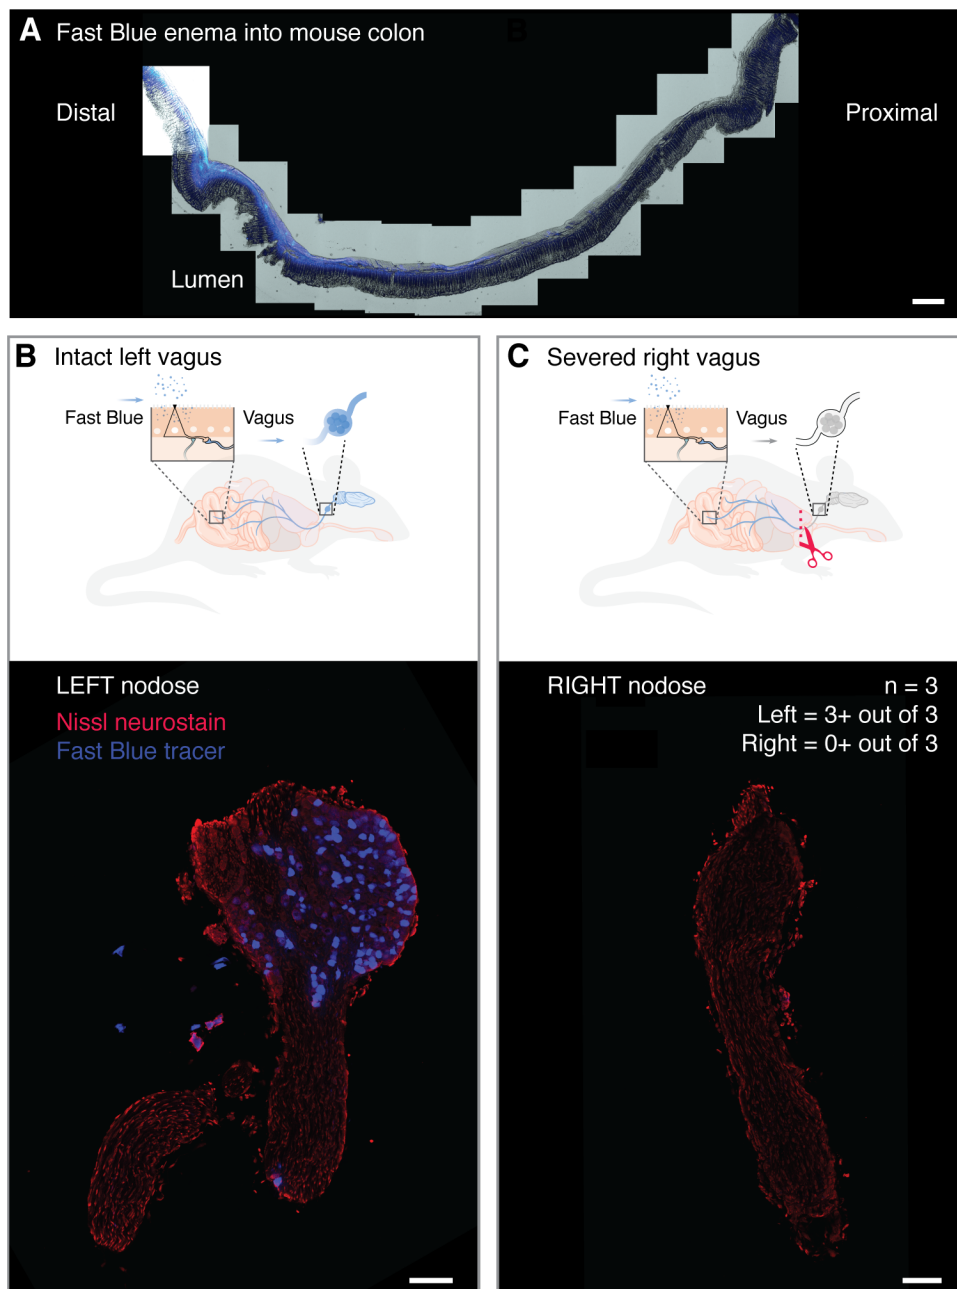 A Fast Blue enema into mouse colon
B
Distal
Proximal
Lumen
B Intact left vagus
Fast Blue
Vagus
LEFT nodose
Nissl neurostain
Fast Blue tracer
C Severed right vagus
Fast Blue
Vagus
RIGHT nodose
n = 3
Left = 3+ out of 3
Right = 0+ out of 3